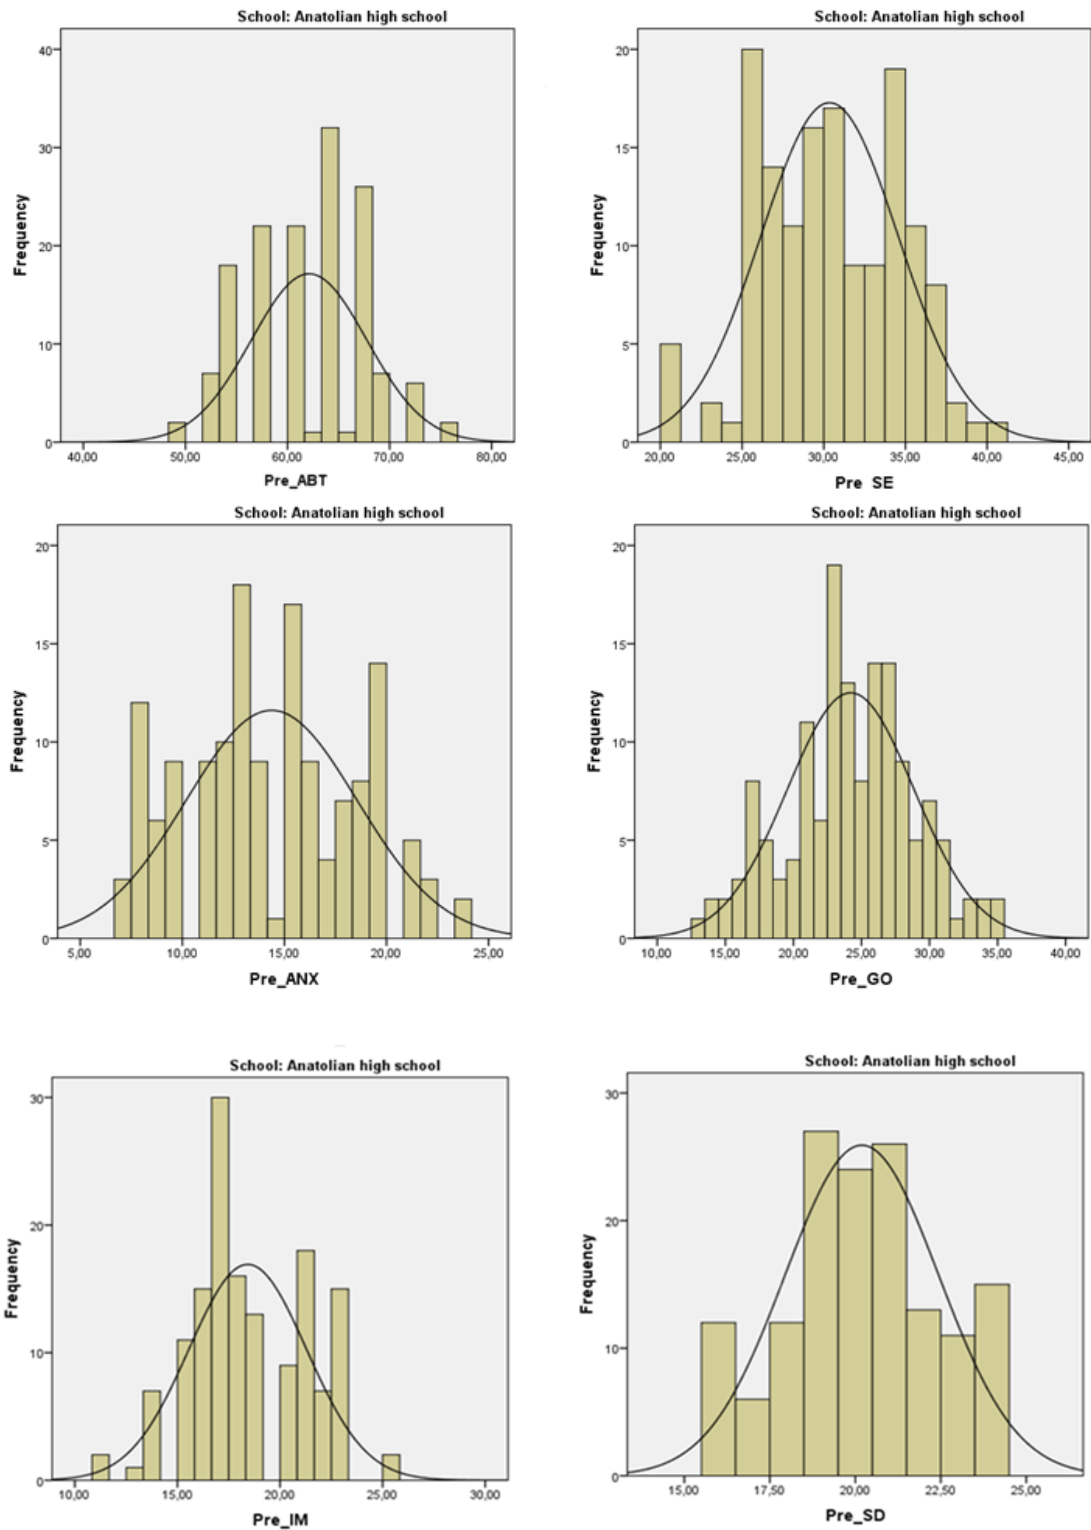 School: Anatolian high school
Frequency
40
30
20
10
0
40,00 50,00 60,00 70,00 80,00
Pre_ABT
School: Anatolian high school
Frequency
20
15
10
5
0
20,00 25,00 30,00 35,00 40,00 45,00
Pre_SE
School: Anatolian high school
Frequency
20
15
10
5
0
5,00 10,00 15,00 20,00 25,00
Pre_ANX
School: Anatolian high school
Frequency
20
15
10
5
0
10,00 15,00 20,00 25,00 30,00 35,00 40,00
Pre_GO
School: Anatolian high school
Frequency
30
20
10
0
10,00 15,00 20,00 25,00 30,00
Pre_IM
School: Anatolian high school
Frequency
30
20
10
0
15,00 17,50 20,00 22,50 25,00
Pre_SD